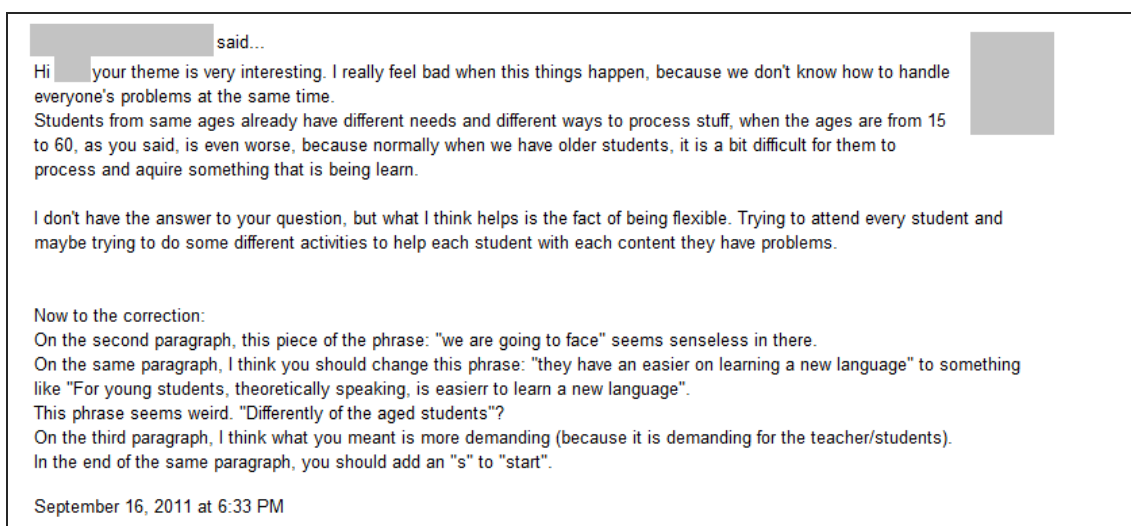 said...
Hi your theme is very interesting. I really feel bad when this things happen, because we don't know how to handle
everyone's problems at the same time.
Students from same ages already have different needs and different ways to process stuff, when the ages are from 15
to 60, as you said, is even worse, because normally when we have older students, it is a bit difficult for them to
process and aquire something that is being learn.
I don't have the answer to your question, but what I think helps is the fact of being flexible. Trying to attend every student and
maybe trying to do some different activities to help each student with each content they have problems.
Now to the correction:
On the second paragraph, this piece of the phrase: "we are going to face" seems senseless in there.
On the same paragraph, I think you should change this phrase: "they have an easier on learning a new language" to something
like "For young students, theoretically speaking, is easierr to learn a new language".
This phrase seems weird. "Differently of the aged students"?
On the third paragraph, I think what you meant is more demanding (because it is demanding for the teacher/students).
In the end of the same paragraph, you should add an "s" to "start".
September 16, 2011 at 6:33 PM